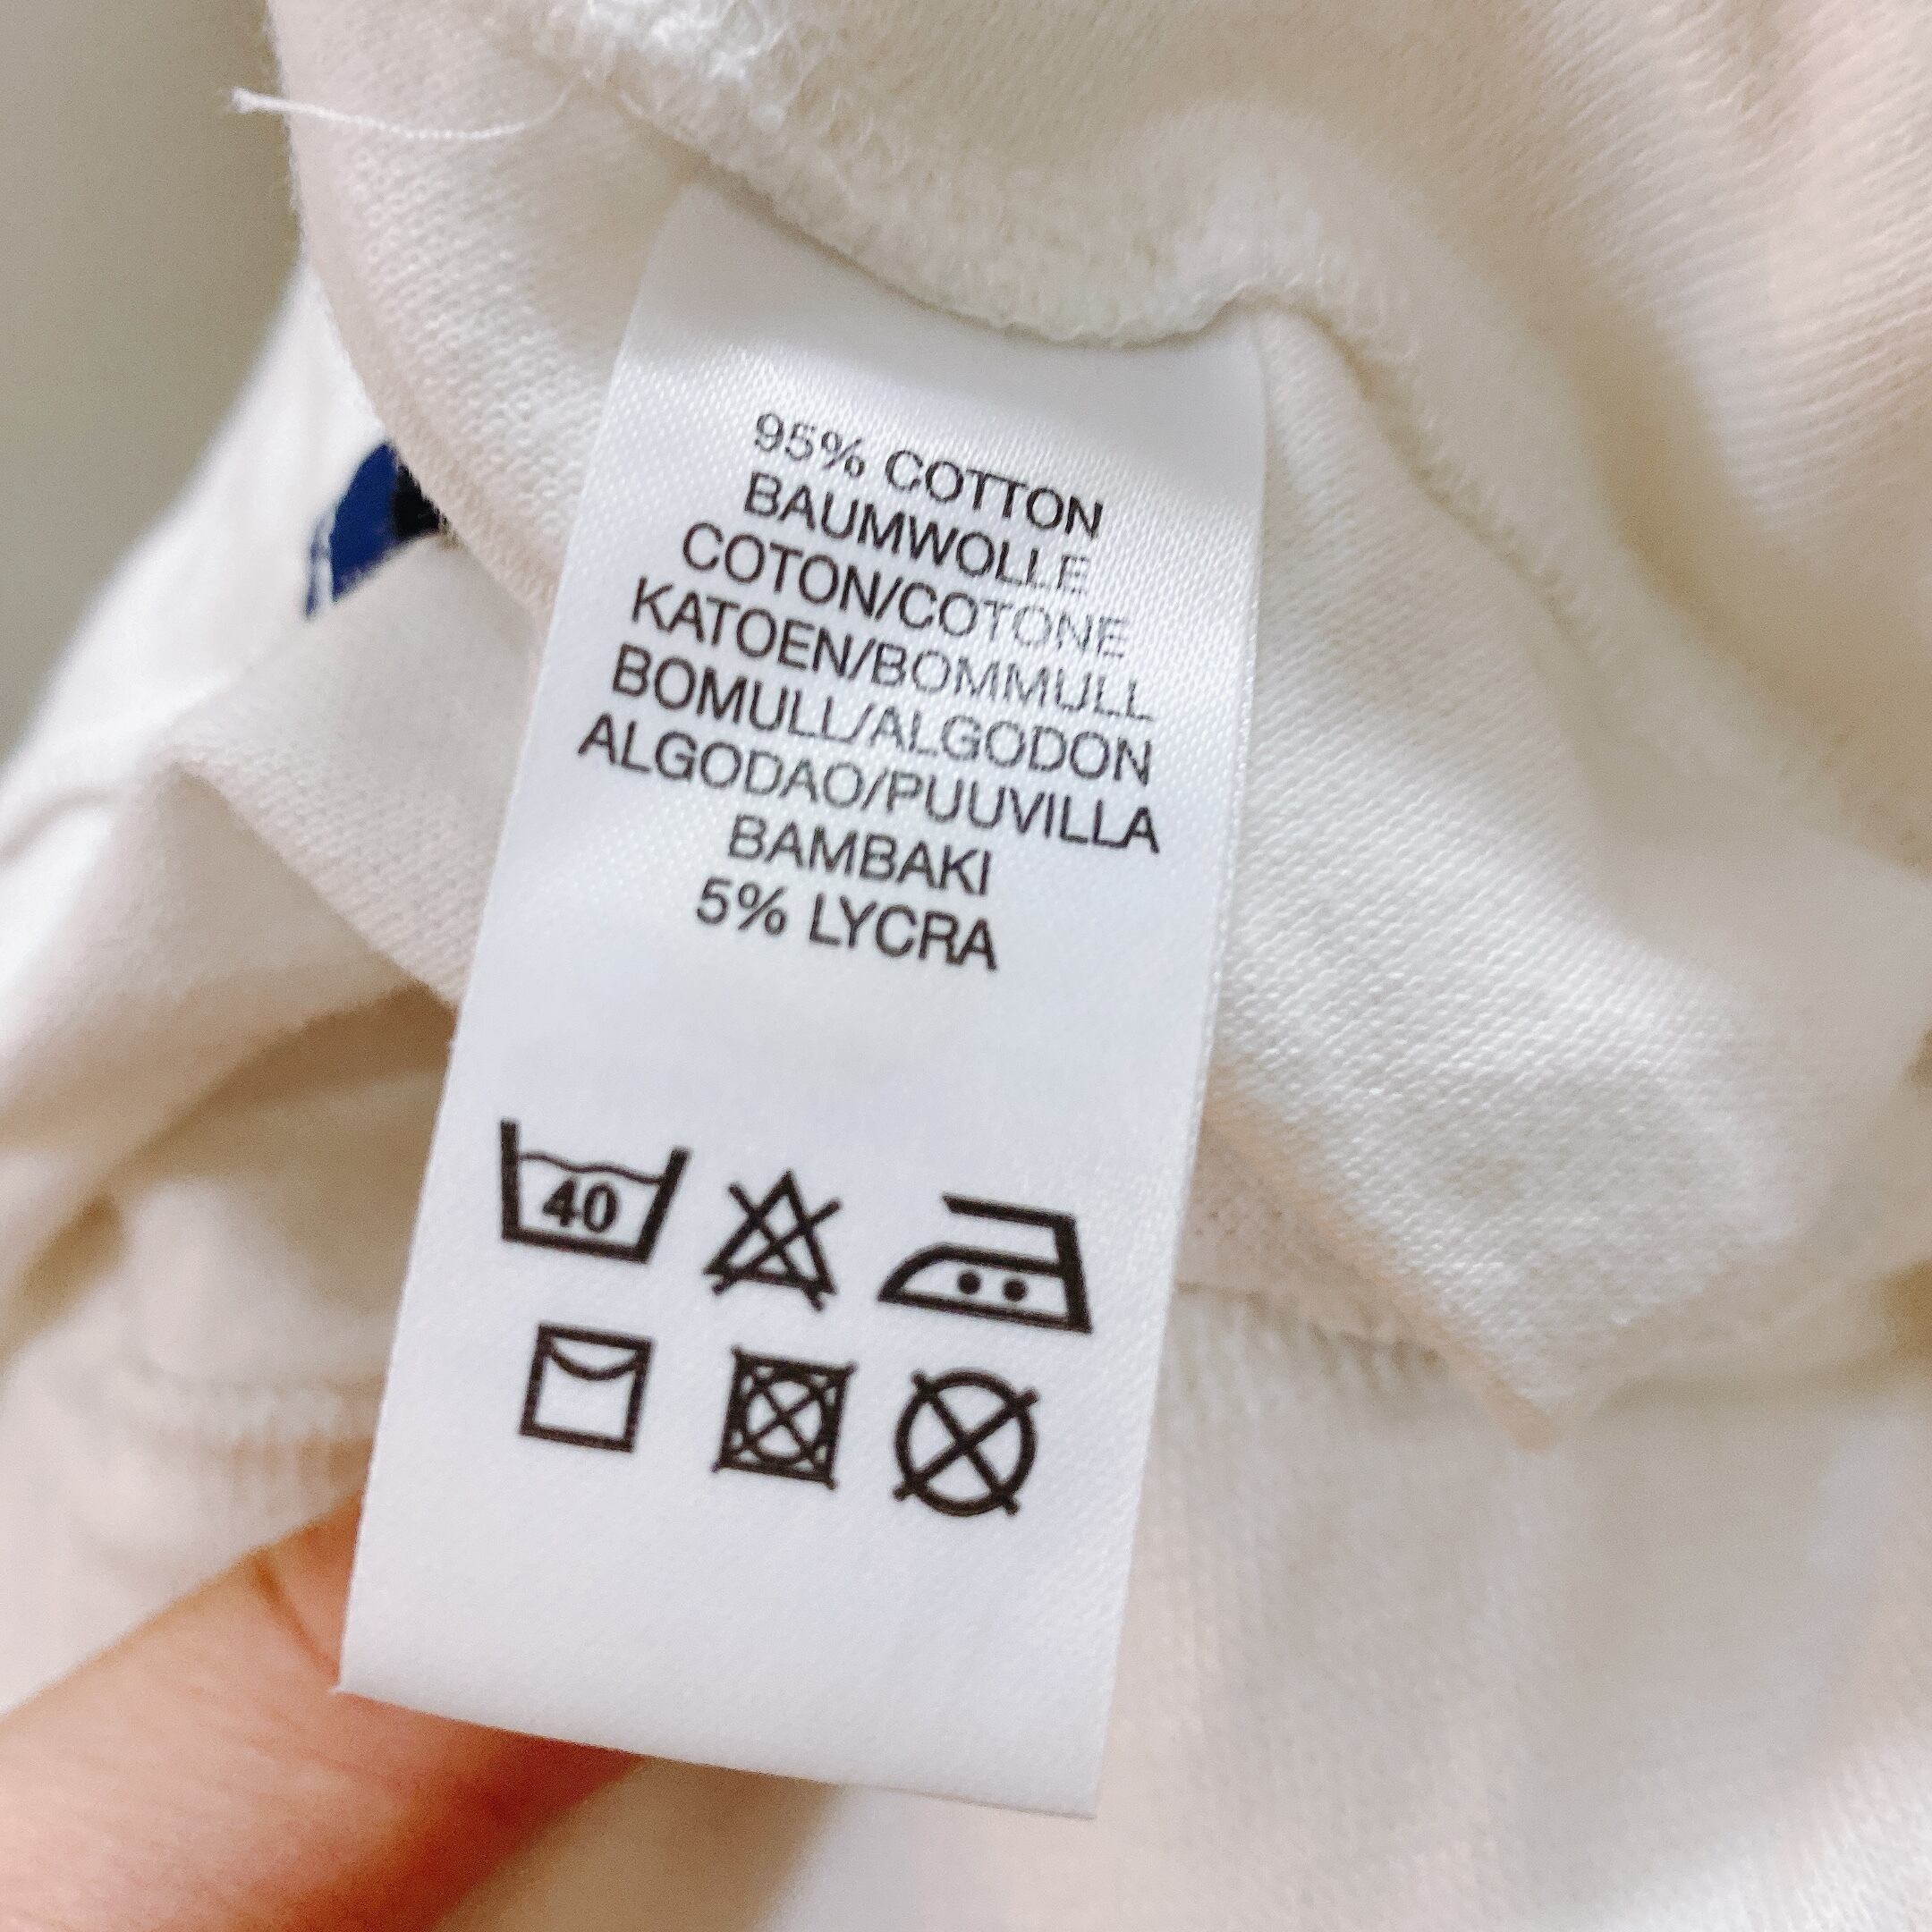 95% COTTON
BAUMWOLLE
COTON/COTONE
KATOEN/BOMMULL
BOMULL/ALGODON
ALGODAO/PUUVILLA
BAMBAKI
5% LYCRA
40